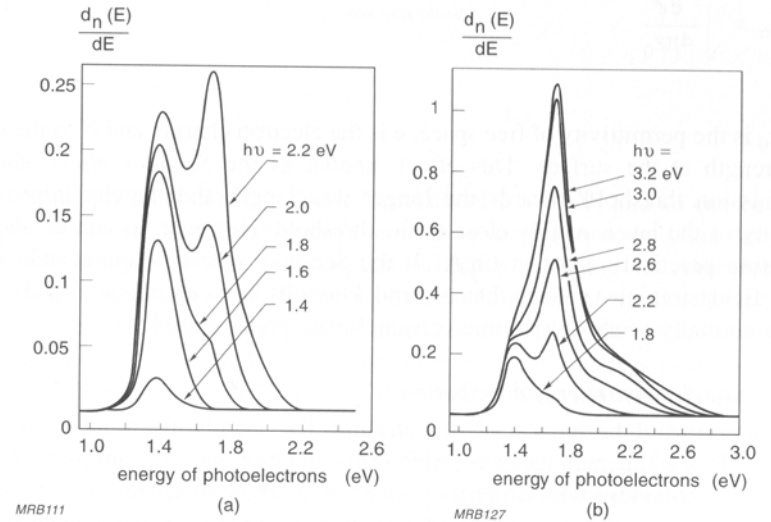 d_n (E)
dE
0.25
0.2
0.15
0.1
0.05
0
hυ = 2.2 eV
2.0
1.8
1.6
1.4
1.0 1.4 1.8 2.2 2.6
energy of photoelectrons (eV)
MRB111
(a)
d_n (E)
dE
1
0.8
0.6
0.4
0.2
0
hυ =
3.2 eV
3.0
2.8
2.6
2.2
1.8
1.0 1.4 1.8 2.2 2.6 3.0
energy of photoelectrons (eV)
MRB127
(b)